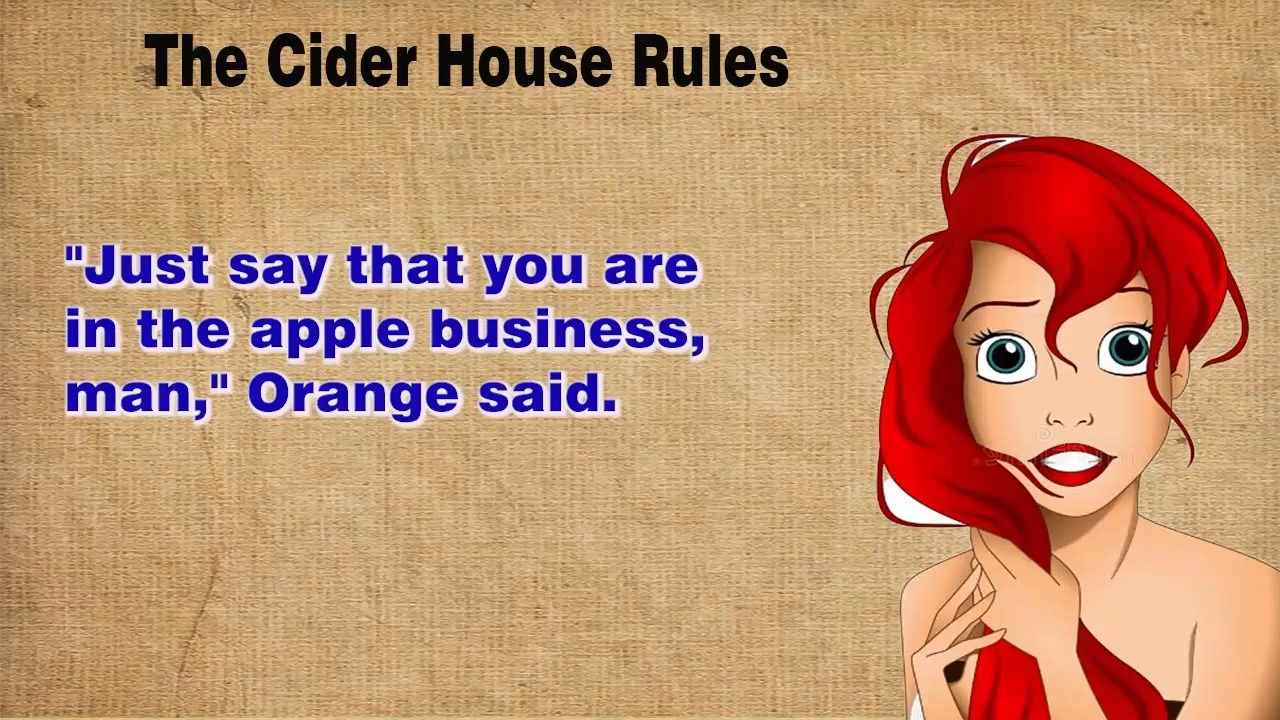 The Cider House Rules
"Just say that you are
in the apple business,
man," Orange said.